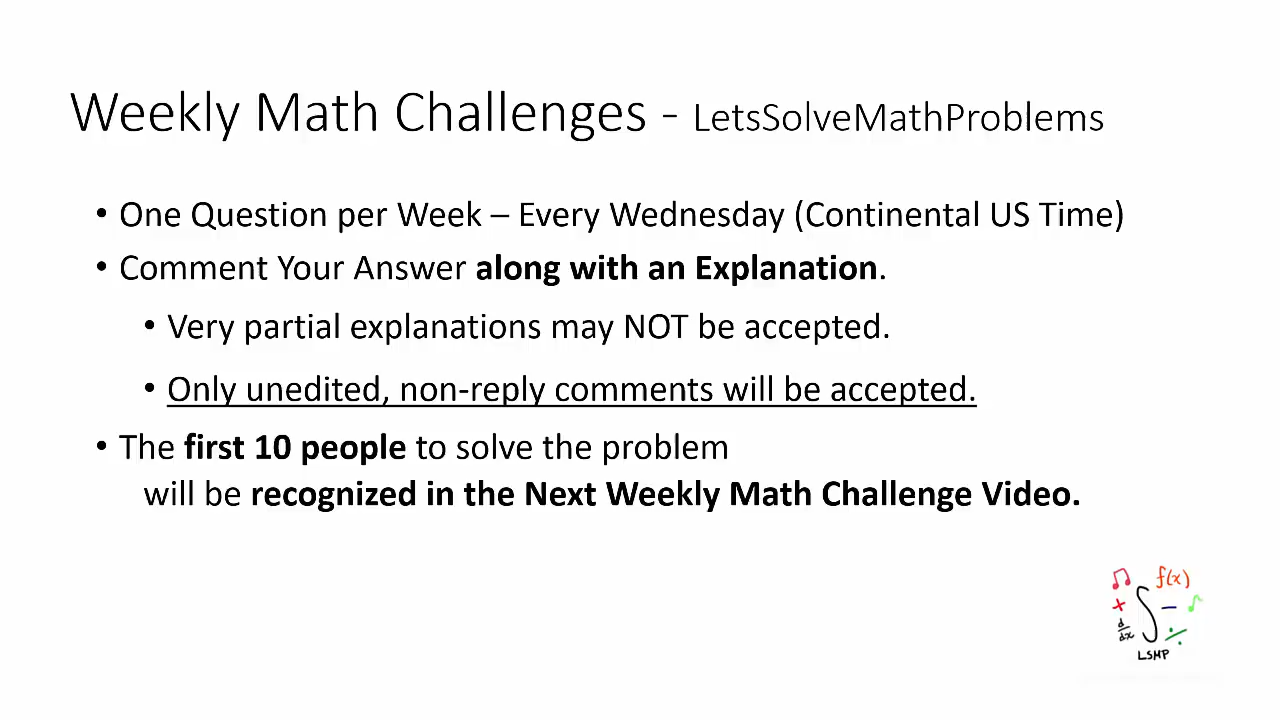 Weekly Math Challenges - LetsSolveMathProblems
• One Question per Week – Every Wednesday (Continental US Time)
• Comment Your Answer along with an Explanation.
• Very partial explanations may NOT be accepted.
• Only unedited, non-reply comments will be accepted.
• The first 10 people to solve the problem
will be recognized in the Next Weekly Math Challenge Video.
f(x)
+ ∫ –
d/dx ÷
LSMP